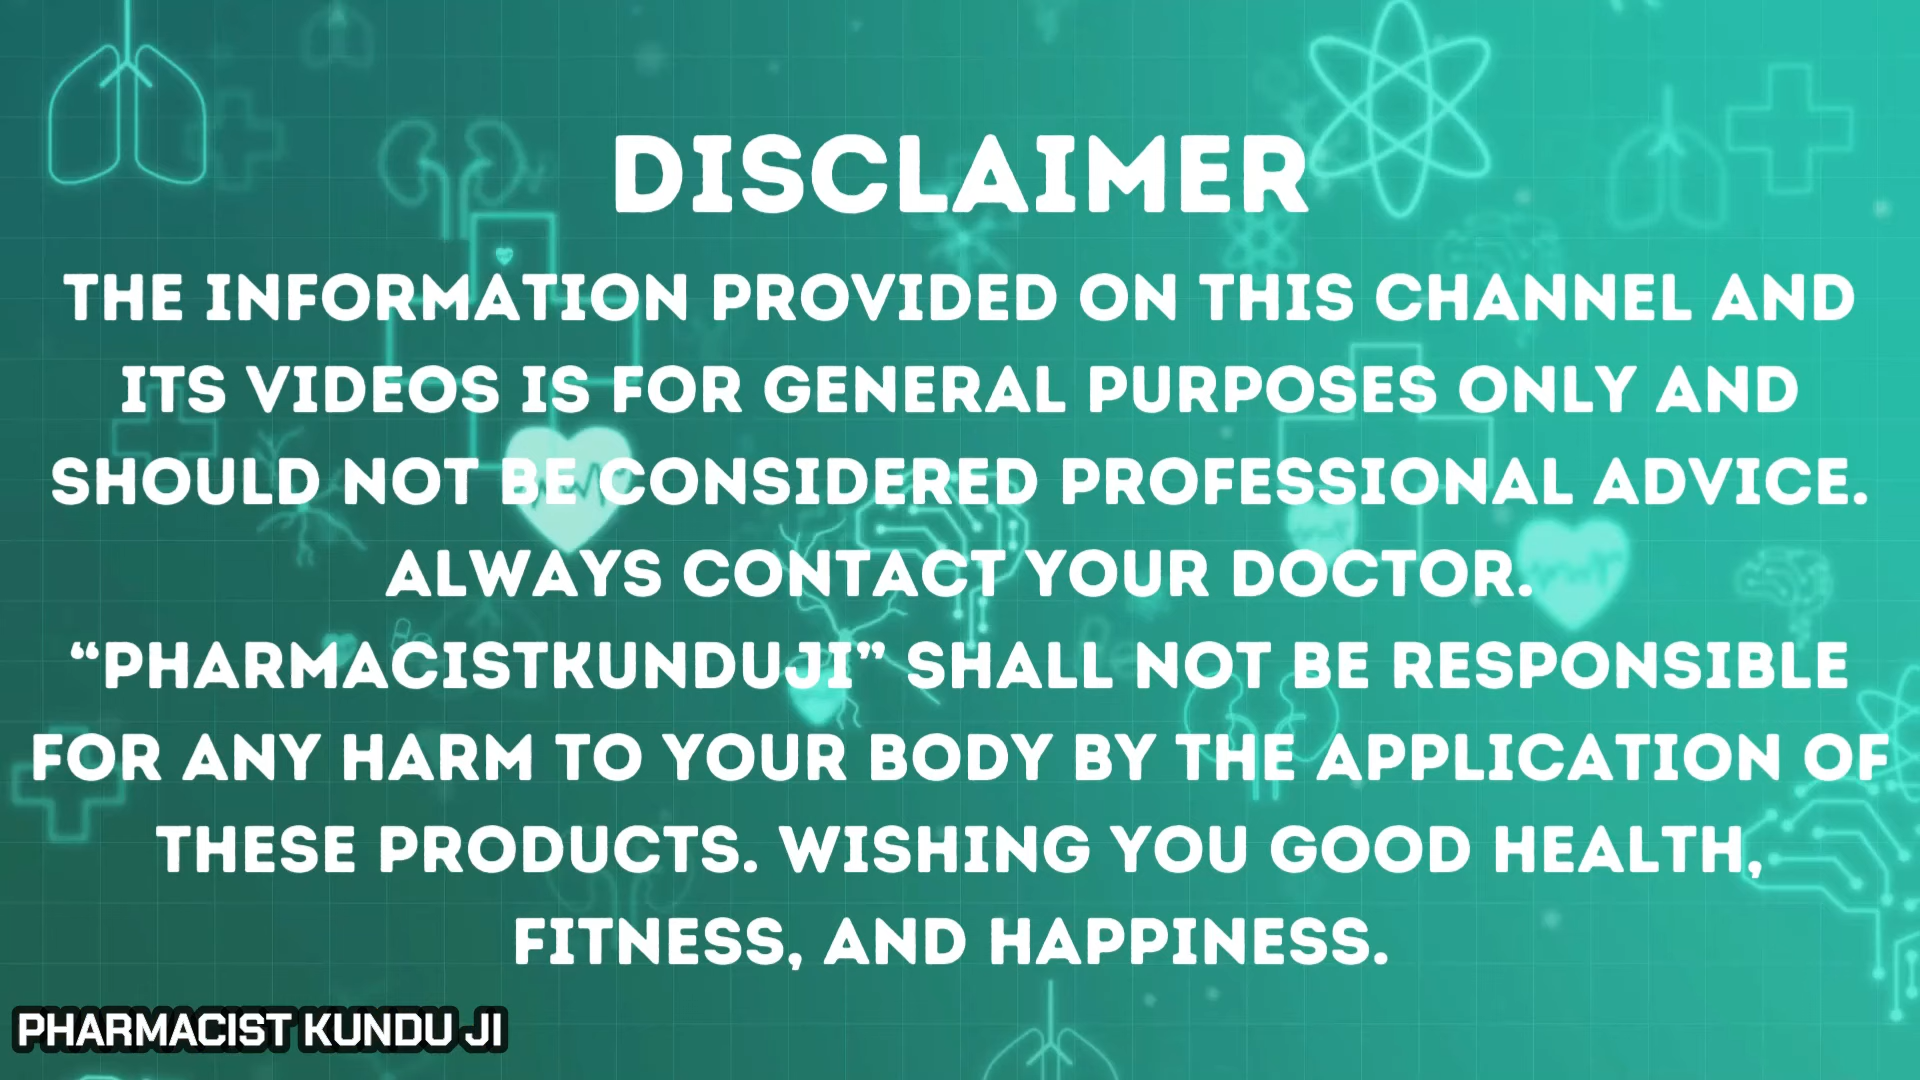 DISCLAIMER
THE INFORMATION PROVIDED ON THIS CHANNEL AND
ITS VIDEOS IS FOR GENERAL PURPOSES ONLY AND
SHOULD NOT BE CONSIDERED PROFESSIONAL ADVICE.
ALWAYS CONTACT YOUR DOCTOR.
“PHARMACISTKUNDUJI” SHALL NOT BE RESPONSIBLE
FOR ANY HARM TO YOUR BODY BY THE APPLICATION OF
THESE PRODUCTS. WISHING YOU GOOD HEALTH,
FITNESS, AND HAPPINESS.
PHARMACIST KUNDU JI